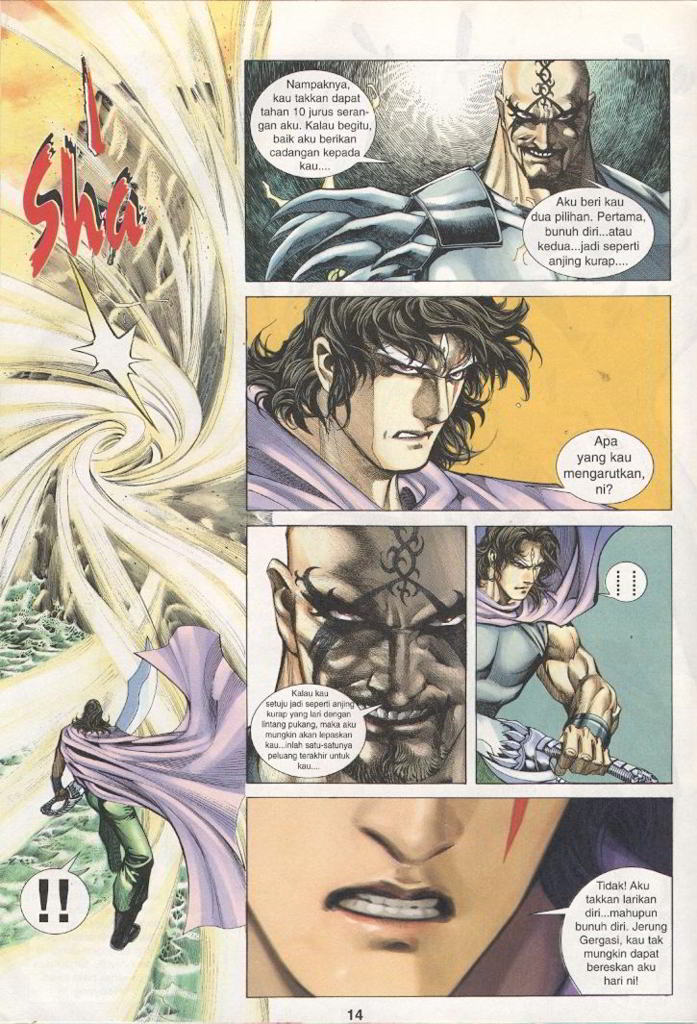 Sha
!!
Nampaknya,
kau takkan dapat
tahan 10 jurus seran-
gan aku. Kalau begitu,
baik aku berikan
cadangan kepada
kau....
Aku beri kau
dua pilihan. Pertama,
bunuh diri...atau
kedua...jadi seperti
anjing kurap....
Apa
yang kau
mengarutkan,
ni?
Kalau kau
setuju jadi seperti anjing
kurap yang lari dengan
lintang pukang, maka Aku
mungkin akan lepaskan
kau...inlah satu-satunya
peluang terakhir untuk
kau....
!!
Tidak! Aku
takkan larikan
diri...mahupun
bunuh diri. Jerung
Gergasi, kau tak
mungkin dapat
bereskan aku
hari ni!
14